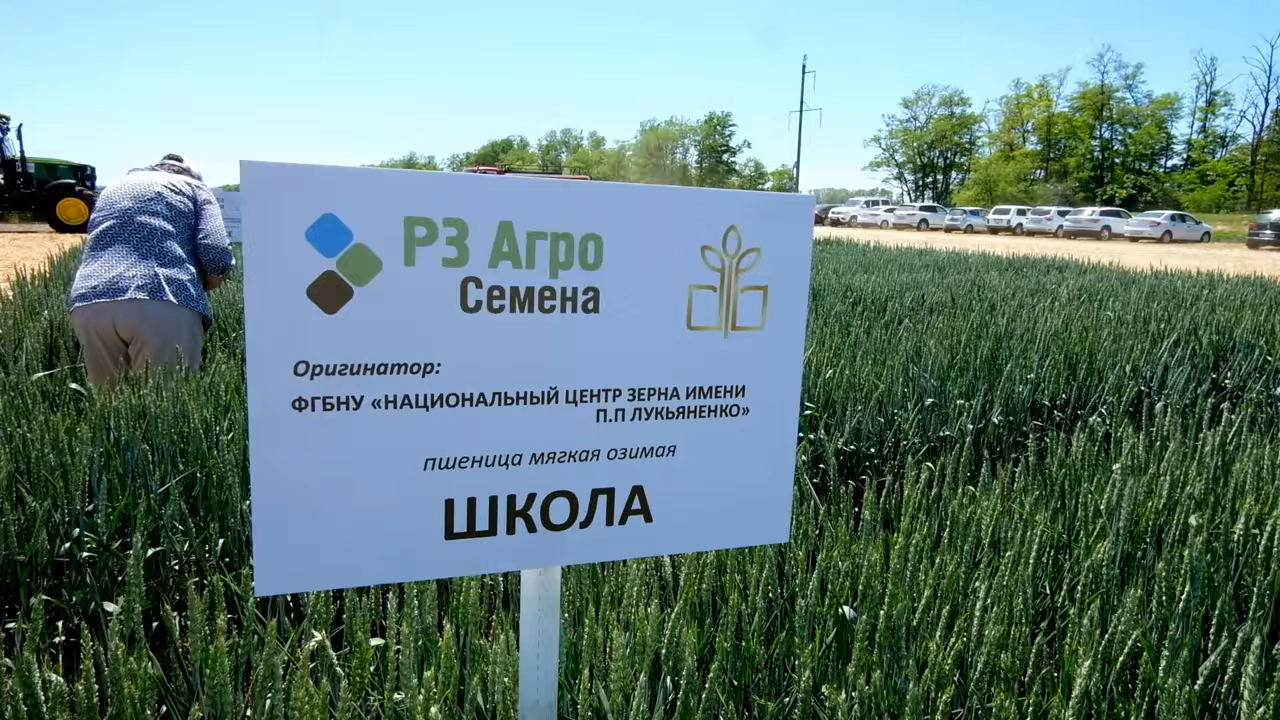 РЗ Агро
Семена
Оригинатор:
ФГБНУ «НАЦИОНАЛЬНЫЙ ЦЕНТР ЗЕРНА ИМЕНИ
П.П ЛУКЬЯНЕНКО»
пшеница мягкая озимая
ШКОЛА